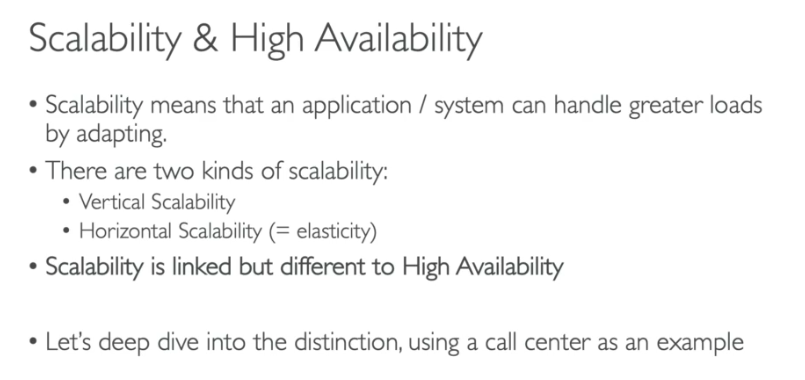 Scalability & High Availability
• Scalability means that an application / system can handle greater loads
by adapting.
• There are two kinds of scalability:
• Vertical Scalability
• Horizontal Scalability (= elasticity)
• Scalability is linked but different to High Availability
• Let's deep dive into the distinction, using a call center as an example